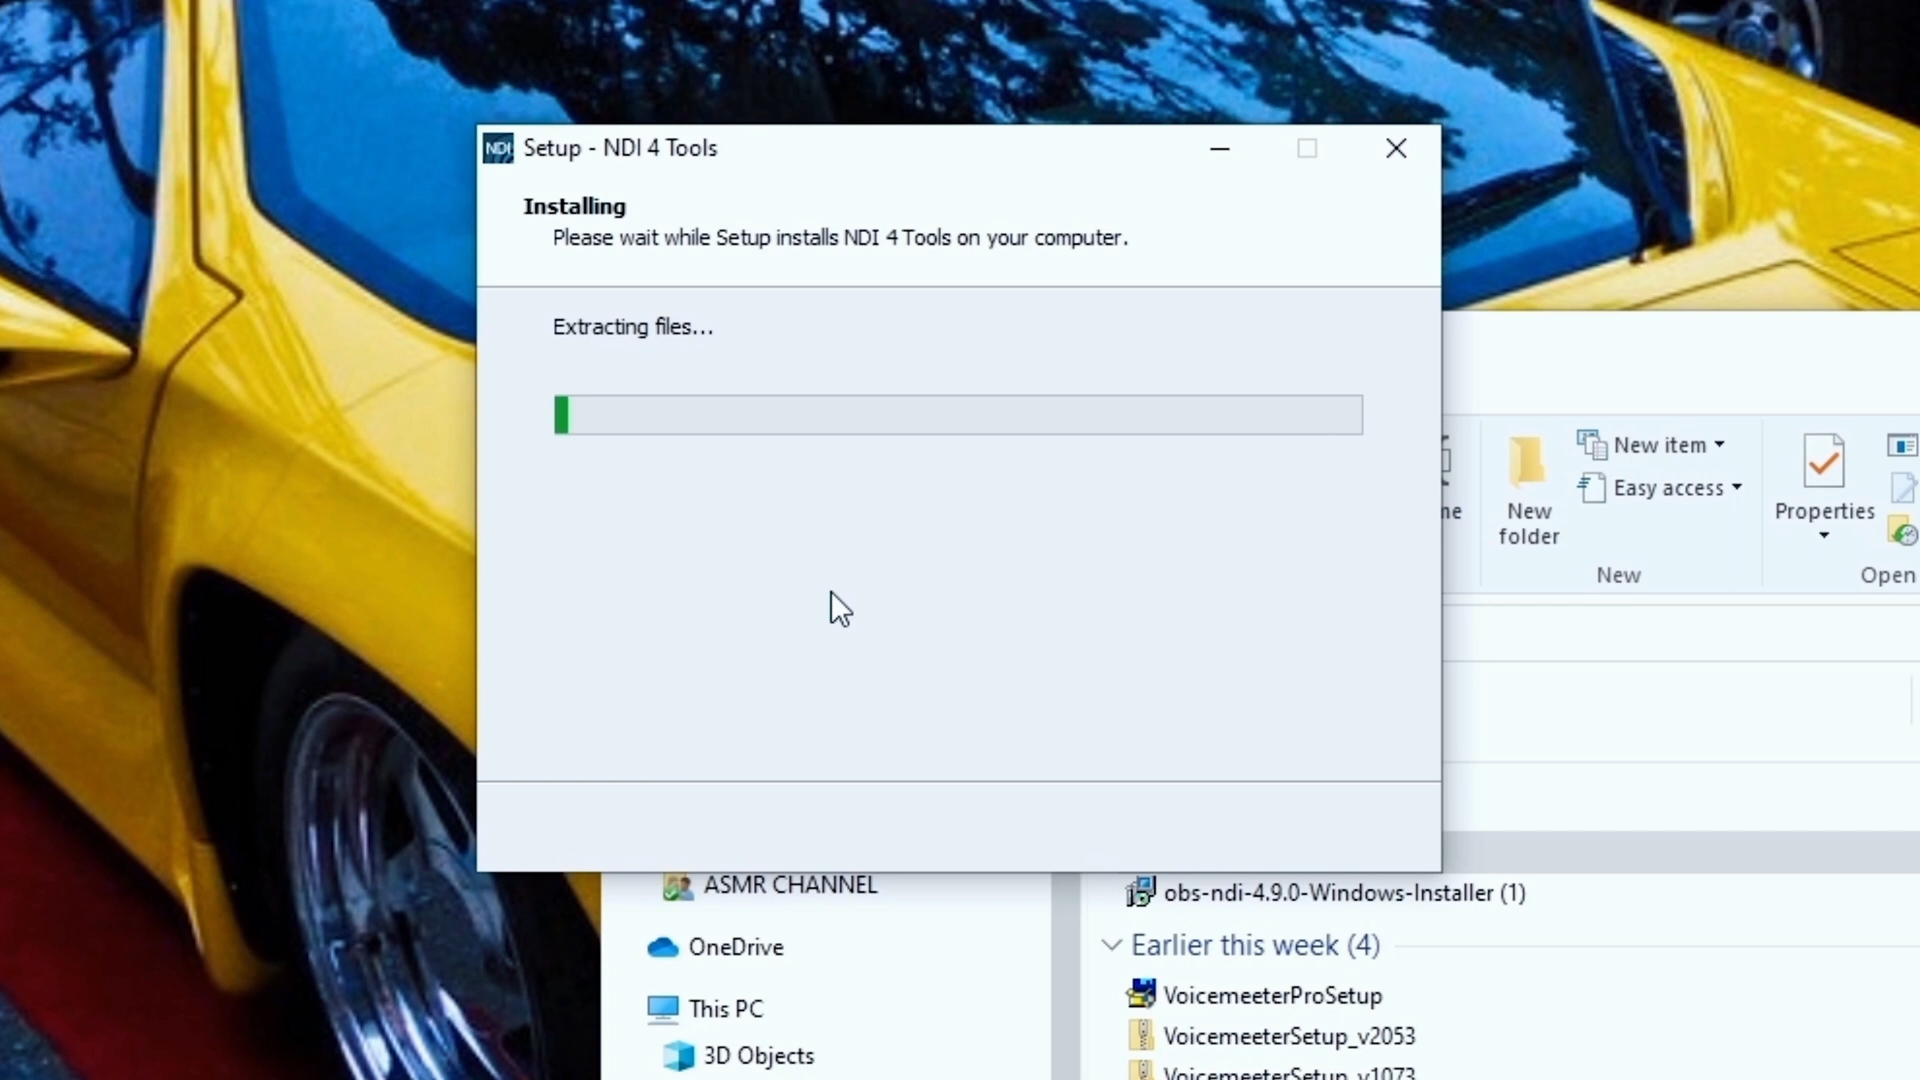 NDI Setup - NDI 4 Tools
Installing
Please wait while Setup installs NDI 4 Tools on your computer.
Extracting files...
New item
Easy access
New
folder
New
Properties
Open
ASMR CHANNEL
OneDrive
This PC
3D Objects
obs-ndi-4.9.0-Windows-Installer (1)
Earlier this week (4)
VoicemeeterProSetup
VoicemeeterSetup_v2053
VoicemeeterSetup_v1073